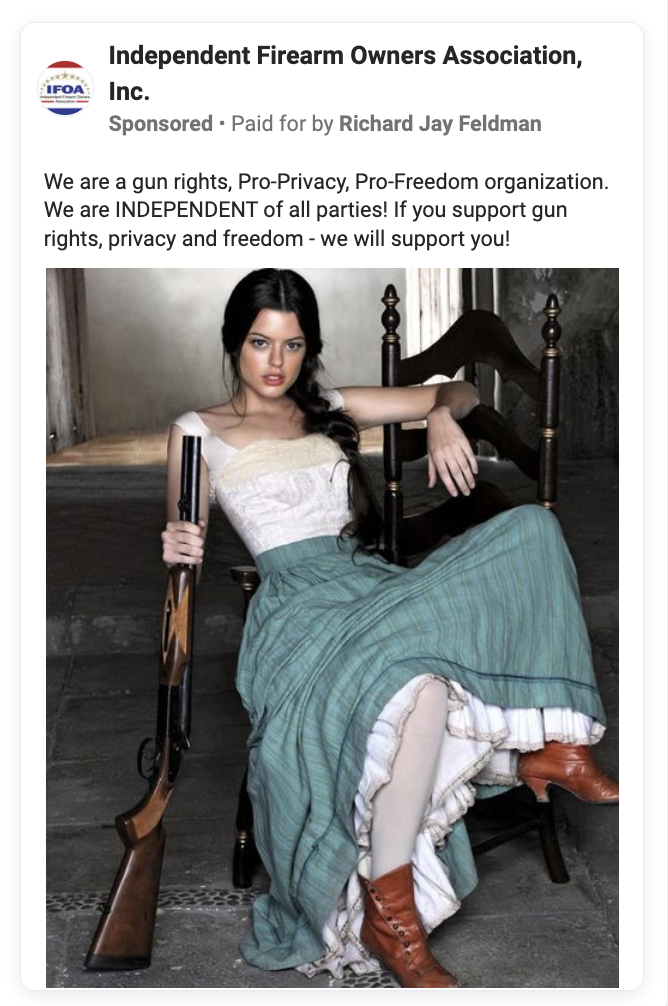 Independent Firearm Owners Association,
Inc.
Sponsored • Paid for by Richard Jay Feldman
IFOA
Independent Firearm Owners
Association
We are a gun rights, Pro-Privacy, Pro-Freedom organization.
We are INDEPENDENT of all parties! If you support gun
rights, privacy and freedom - we will support you!